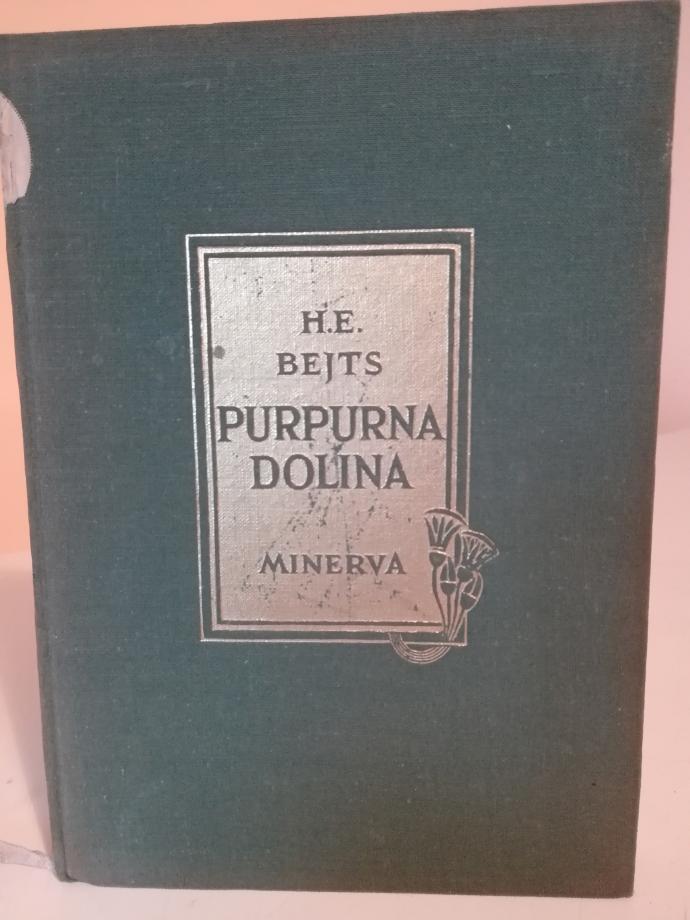 H.E.
BEJTS
PURPURNA
DOLINA
MINERVA